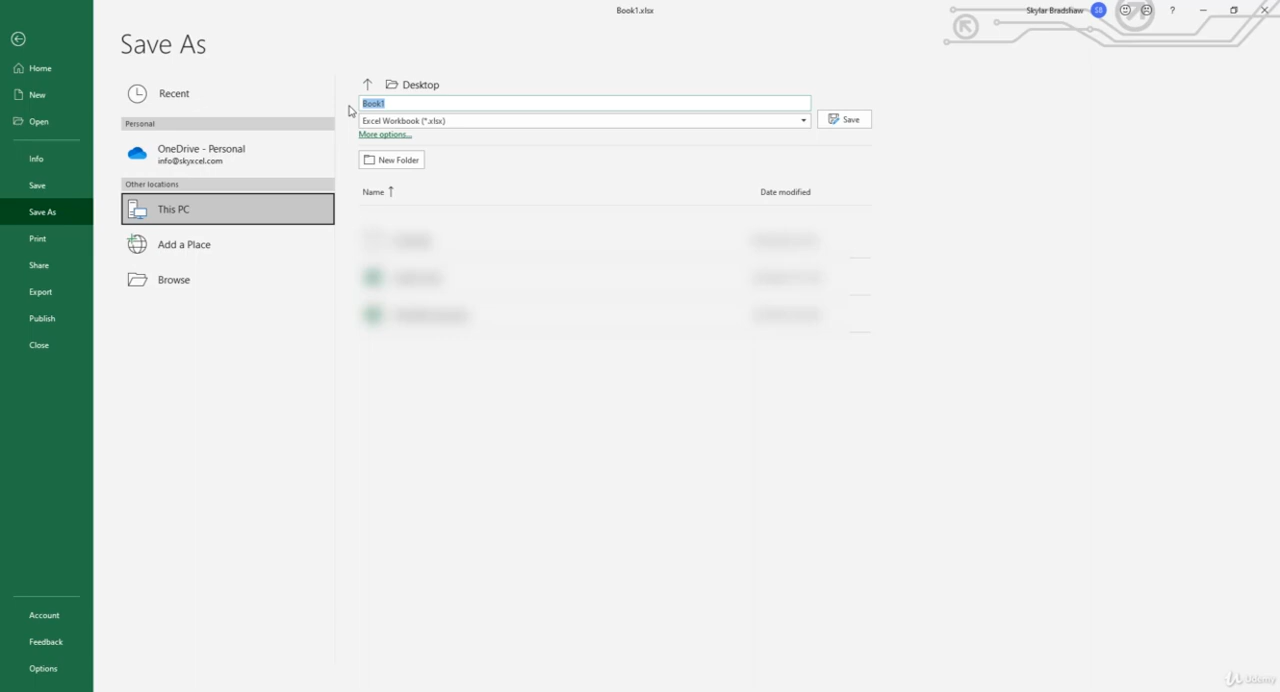 Book1.xlsx
Skylar Bradshaw
SB
?
Save As
Home
New
Open
Info
Save
Save As
Print
Share
Export
Publish
Close
Account
Feedback
Options
Recent
Personal
OneDrive - Personal
info@skyxcel.com
Other locations
This PC
Add a Place
Browse
Desktop
Book1
Excel Workbook (*.xlsx)
Save
More options...
New Folder
Name
Date modified
Udemy